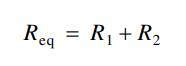 R_eq = R_1 + R_2